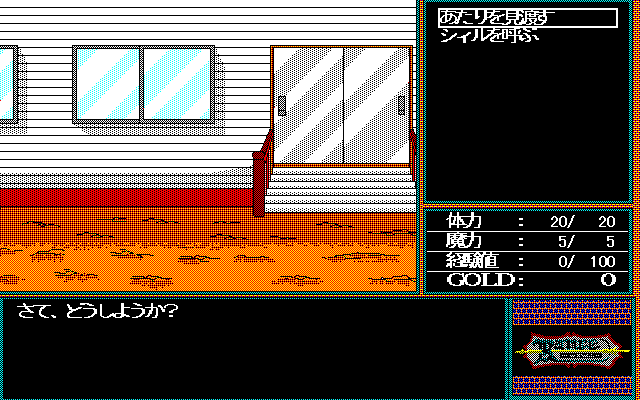 あたりを見渡す
シィルを呼ぶ
体力 : 20/ 20
魔力 : 5/ 5
経験値 : 0/ 100
GOLD: 0
さて、どうしようか?